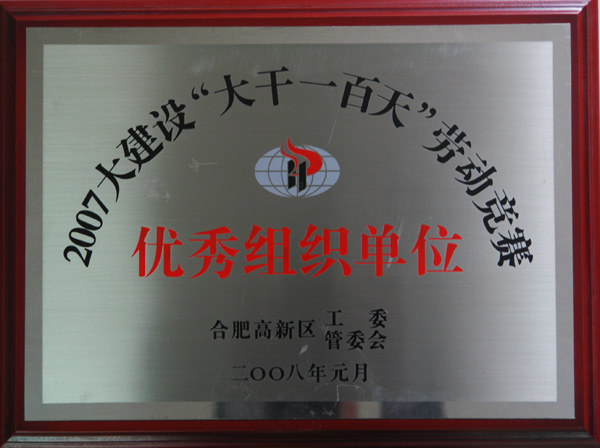 2007大建设“大干一百天”劳动竞赛
优秀组织单位
合肥高新区 工委
管委会
二〇〇八年元月